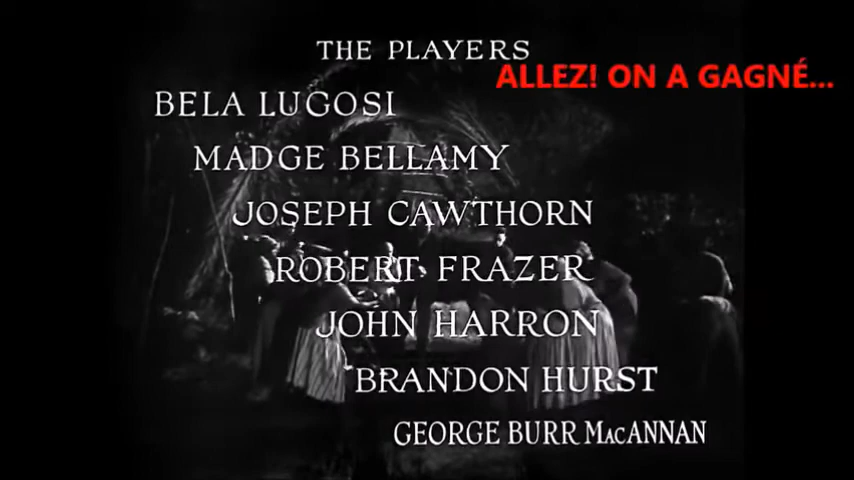 THE PLAYERS
ALLEZ! ON A GAGNÉ...
BELA LUGOSI
MADGE BELLAMY
JOSEPH CAWTHORN
ROBERT FRAZER
JOHN HARRON
BRANDON HURST
GEORGE BURR MACANNAN